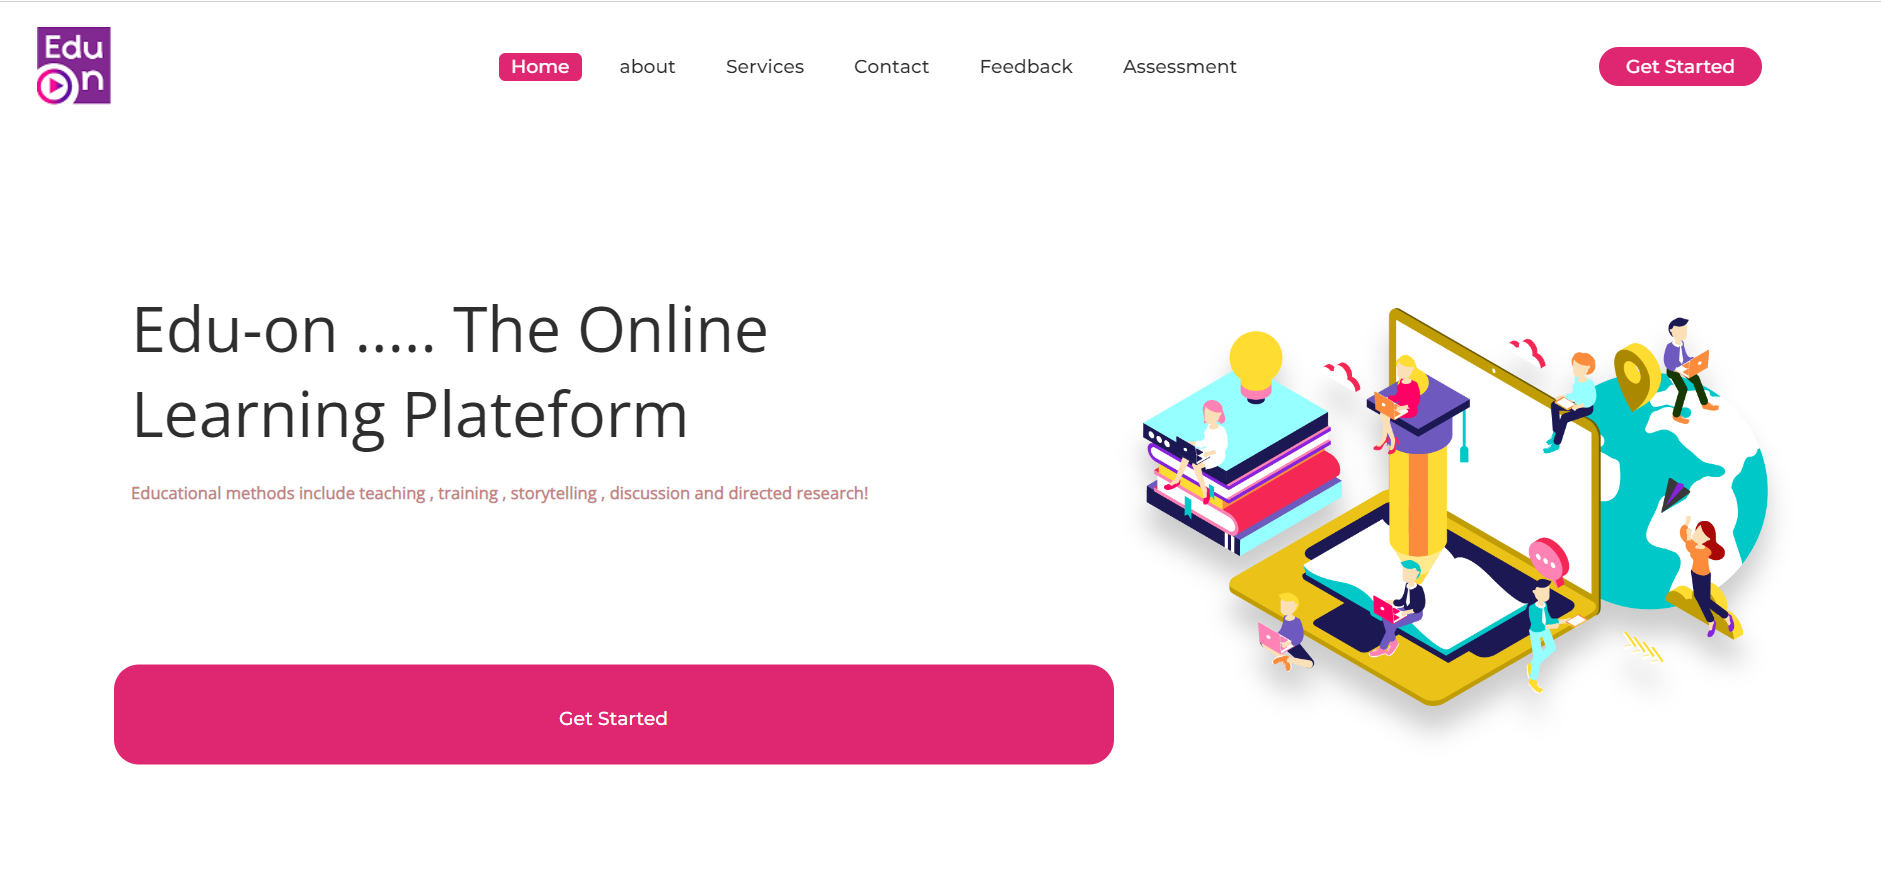 Edu
On
Home about Services Contact Feedback Assessment
Get Started
Edu-on ..... The Online
Learning Plateform
Educational methods include teaching , training , storytelling , discussion and directed research!
Get Started